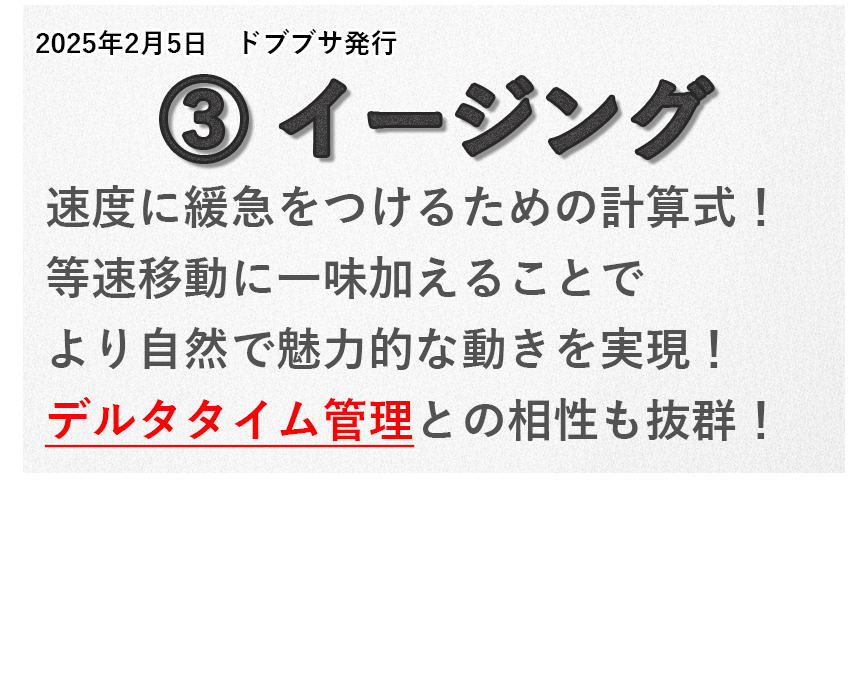 2025年2月5日　ドブブサ発行
③ イージング
速度に緩急をつけるための計算式！
等速移動に一味加えることで
より自然で魅力的な動きを実現！
デルタタイム管理との相性も抜群！